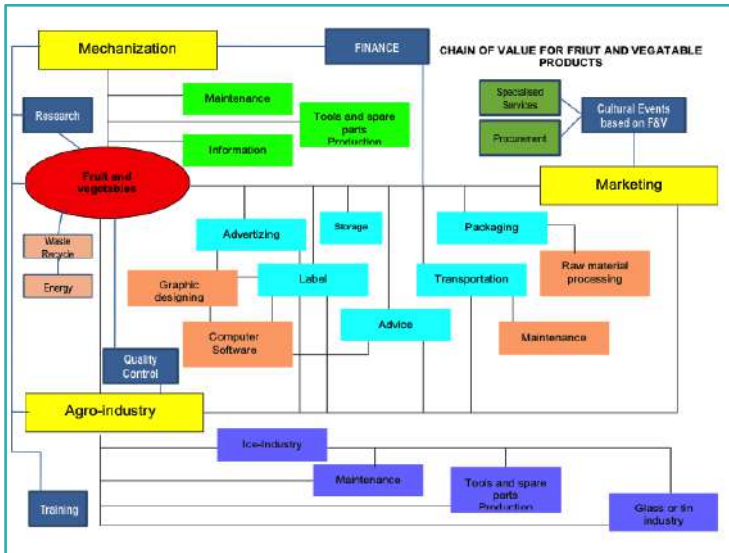 Mechanization
FINANCE
CHAIN OF VALUE FOR FRIUT AND VEGATABLE
PRODUCTS
Specialised
Services
Cultural Events
based on F&V
Procurement
Maintenance
Research
Tools and spare
parts
Production
Information
Fruit and
vegetables
Marketing
Advertizing
Storage
Packaging
Waste
Recycle
Energy
Graphic
designing
Label
Transportation
Raw material
processing
Computer
Software
Advice
Maintenance
Quality
Control
Agro-industry
Ice-industry
Maintenance
Tools and spare
parts
Production
Training
Glass or tin
industry